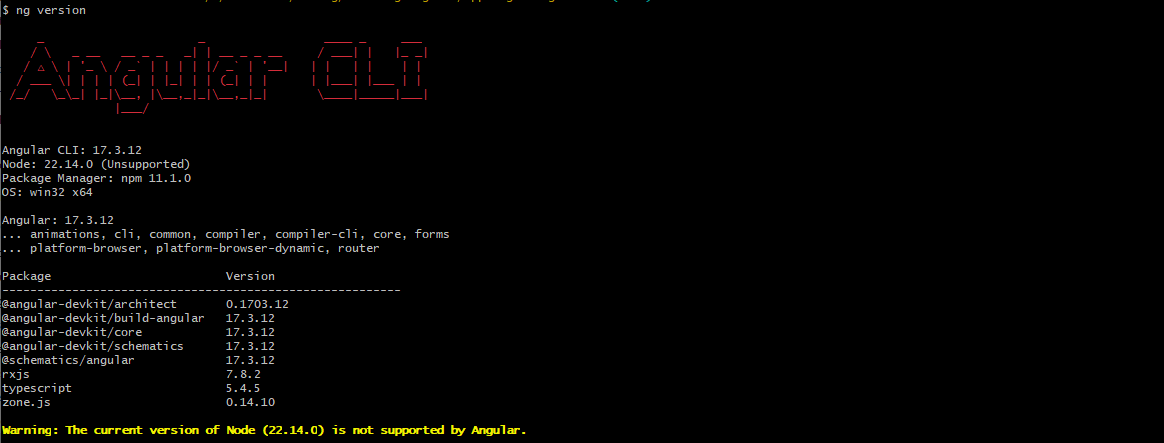 $ ng version
Angular CLI
Angular CLI: 17.3.12
Node: 22.14.0 (Unsupported)
Package Manager: npm 11.1.0
OS: win32 x64
Angular: 17.3.12
... animations, cli, common, compiler, compiler-cli, core, forms
... platform-browser, platform-browser-dynamic, router
Package Version
---------------------------------------------------------
@angular-devkit/architect 0.1703.12
@angular-devkit/build-angular 17.3.12
@angular-devkit/core 17.3.12
@angular-devkit/schematics 17.3.12
@schematics/angular 17.3.12
rxjs 7.8.2
typescript 5.4.5
zone.js 0.14.10
Warning: The current version of Node (22.14.0) is not supported by Angular.